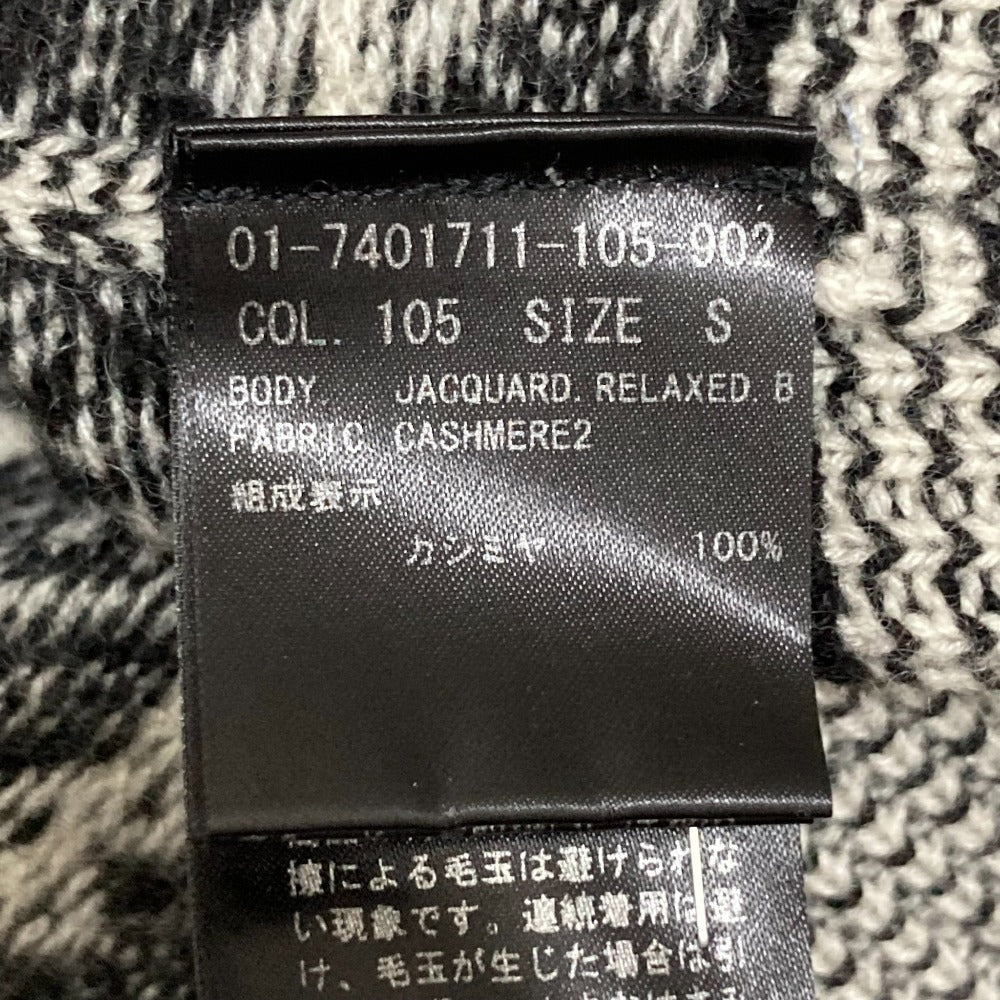 01-7401711-105-902
COL. 105 SIZE S
BODY. JACQUARD. RELAXED. B
FABRIC. CASHMERE2
組成表示
カシミヤ 100%
擦による毛玉は避けられな
い現象です。連続着用は避
け、毛玉が生じた場合は引